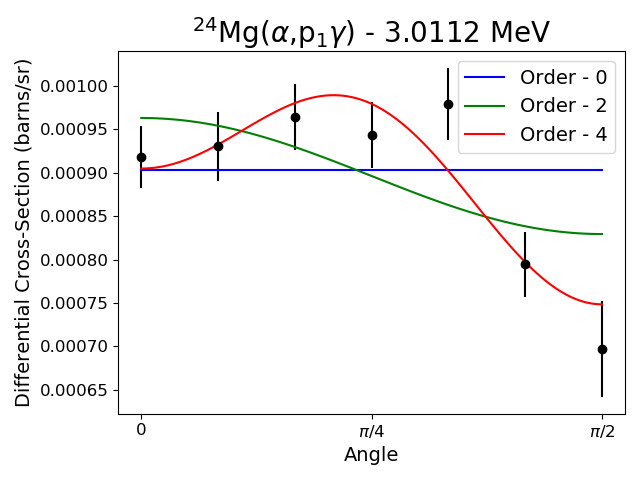 ²⁴Mg(α,p₁γ) - 3.0112 MeV
Differential Cross-Section (barns/sr)
0.00100
0.00095
0.00090
0.00085
0.00080
0.00075
0.00070
0.00065
Order - 0
Order - 2
Order - 4
0
π/4
π/2
Angle